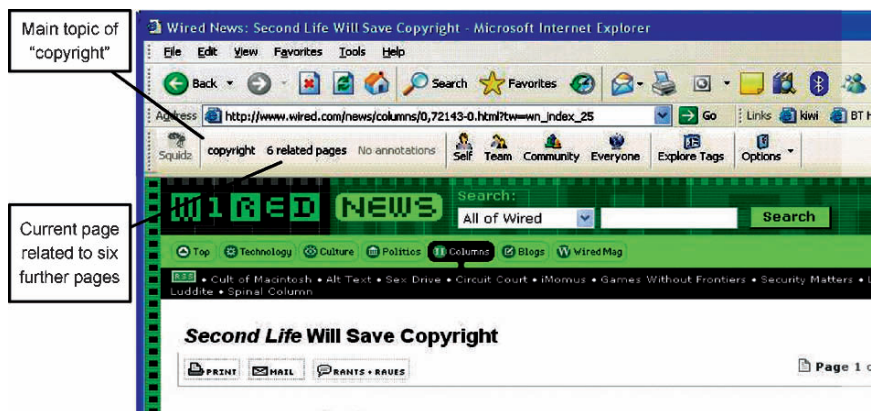 Main topic of
"copyright"
Wired News: Second Life Will Save Copyright - Microsoft Internet Explorer
File Edit View Favorites Tools Help
Back Search Favorites
Address http://www.wired.com/news/columns/0,72143-0.html?tw=wn_index_25 Go Links kiwi BT H
Squidz copyright 6 related pages No annotations Self Team Community Everyone Explore Tags Options
Current page
related to six
further pages
WIRED NEWS
Search:
All of Wired Search
Top Technology Culture Politics Columns Blogs Wired Mag
RSS • Cult of Macintosh • Alt Text • Sex Drive • Circuit Court • iMomus • Games Without Frontiers • Security Matters • L
Luddite • Spinal Column
Second Life Will Save Copyright
PRINT MAIL RANTS + RAVES Page 1 o